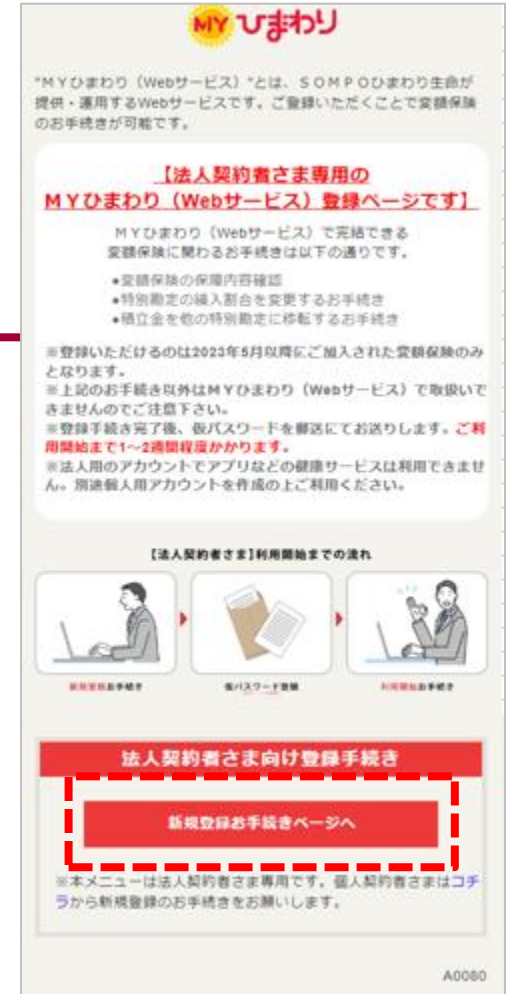 MY ひまわり
"ＭＹひまわり（Webサービス）"とは、ＳＯＭＰＯひまわり生命が
提供・運用するWebサービスです。ご登録いただくことで変額保険
のお手続きが可能です。
【法人契約者さま専用の
ＭＹひまわり（Webサービス）登録ページです】
ＭＹひまわり（Webサービス）で完結できる
変額保険に関わるお手続きは以下の通りです。
●変額保険の保障内容確認
●特別勘定の繰入割合を変更するお手続き
●積立金を他の特別勘定に移転するお手続き
※登録いただけるのは2023年5月以降にご加入された変額保険のみ
となります。
※上記のお手続き以外はＭＹひまわり（Webサービス）で取扱いで
きませんのでご注意下さい。
※登録手続き完了後、仮パスワードを郵送にてお送りします。ご利
用開始まで1～2週間程度かかります。
※法人用のアカウントでアプリなどの健康サービスは利用できませ
ん。別途個人用アカウントを作成の上ご利用ください。
【法人契約者さま】利用開始までの流れ
新規登録お手続き
仮パスワード登録
利用開始お手続き
法人契約者さま向け登録手続き
新規登録お手続きページへ
※本メニューは法人契約者さま専用です。個人契約者さまはコチ
ラから新規登録のお手続きをお願いします。
A0080